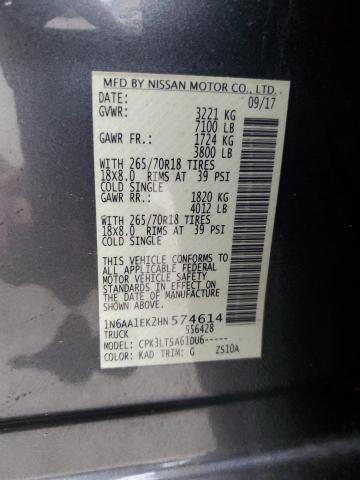 MFD BY NISSAN MOTOR CO., LTD.
DATE: 09/17
GVWR: 3221 KG
7100 LB
GAWR FR.: 1724 KG
3800 LB
WITH 265/70R18 TIRES
18X8.0 RIMS AT 39 PSI
COLD SINGLE
GAWR RR.: 1820 KG
4012 LB
WITH 265/70R18 TIRES
18X8.0 RIMS AT 39 PSI
COLD SINGLE
THIS VEHICLE CONFORMS TO
ALL APPLICABLE FEDERAL
MOTOR VEHICLE SAFETY
STANDARDS IN EFFECT
ON THE DATE OF
MANUFACTURE SHOWN ABOVE.
1N6AA1EK2HN574614
TRUCK 556428
MODEL: CPK3LT5A61DU6-----
COLOR: KAD TRIM: G ZS10A